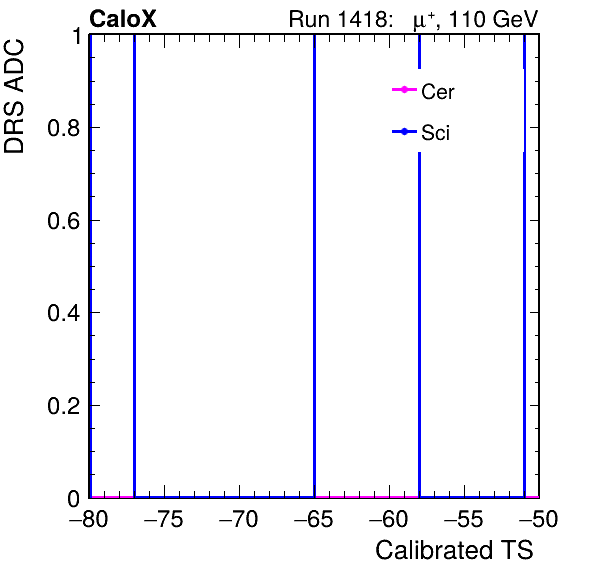 CaloX Run 1418: μ⁺, 110 GeV
DRS ADC
1
0.8
0.6
0.4
0.2
0
Cer
Sci
−80 −75 −70 −65 −60 −55 −50
Calibrated TS